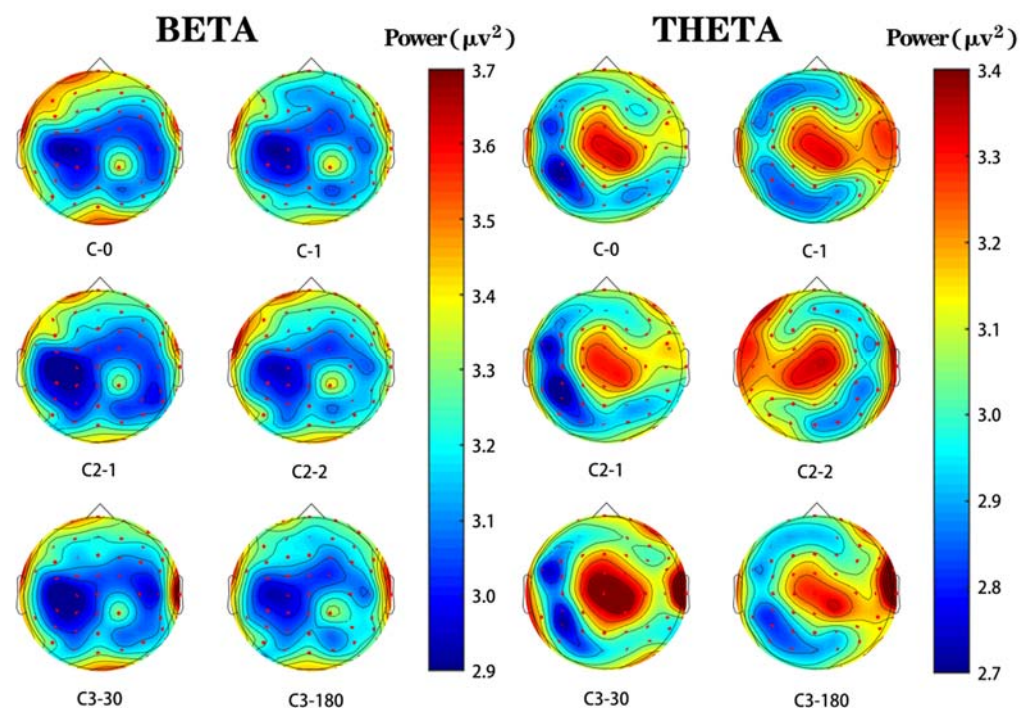 BETA
Power(μv²)
THETA
Power(μv²)
3.7
3.6
3.5
3.4
3.3
3.2
3.1
3.0
2.9
3.4
3.3
3.2
3.1
3.0
2.9
2.8
2.7
C-0
C-1
C-0
C-1
C2-1
C2-2
C2-1
C2-2
C3-30
C3-180
C3-30
C3-180